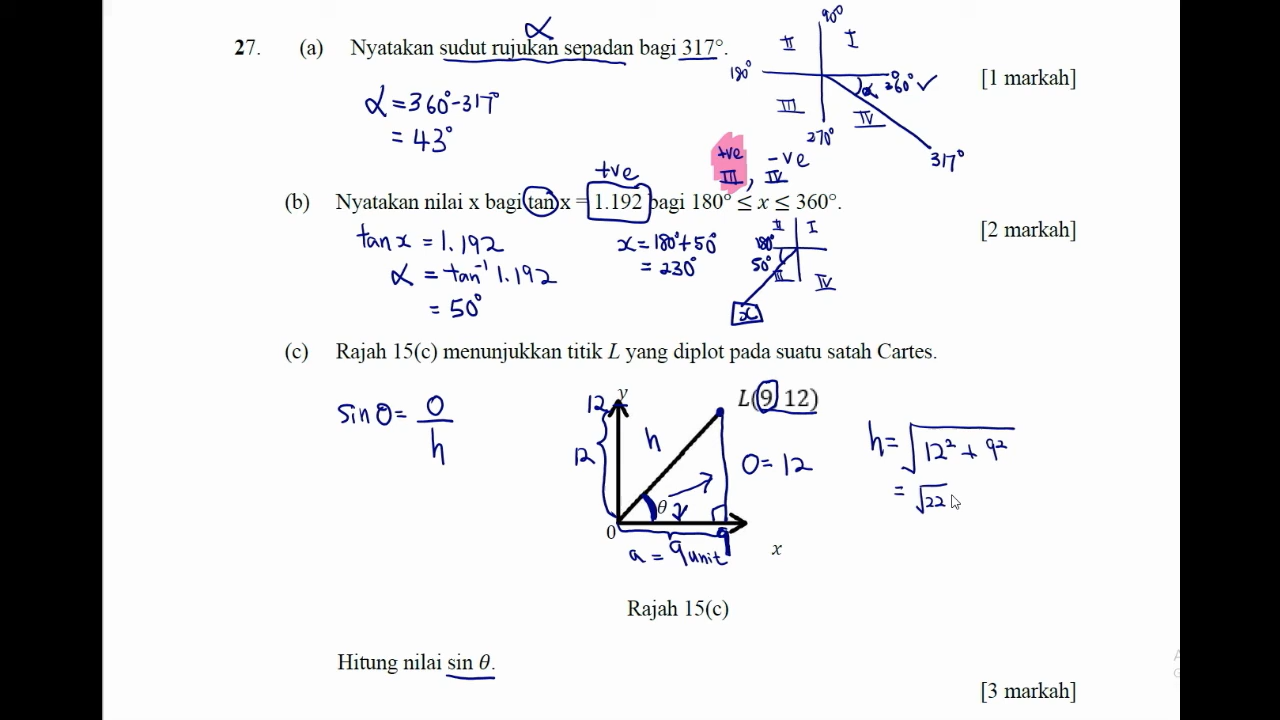 27. (a) Nyatakan sudut rujukan sepadan bagi 317°.
α
[1 markah]
α = 360° - 317°
= 43°
90°
II I
180° 0° 360° ✓
α
III IV
270°
317°
+ve -ve
III, IV
+ve
(b) Nyatakan nilai x bagi tan x = 1.192 bagi 180° ≤ x ≤ 360°.
[2 markah]
tan x = 1.192
α = tan⁻¹ 1.192
= 50°
x = 180° + 50°
= 230°
II I
180°
50° III IV
x
(c) Rajah 15(c) menunjukkan titik L yang diplot pada suatu satah Cartes.
sin θ = o/h
12 y L(9, 12)
h
12 O = 12
θ
0 9 x
a = 9 unit
h = √12² + 9²
= √22
Rajah 15(c)
Hitung nilai sin θ.
[3 markah]